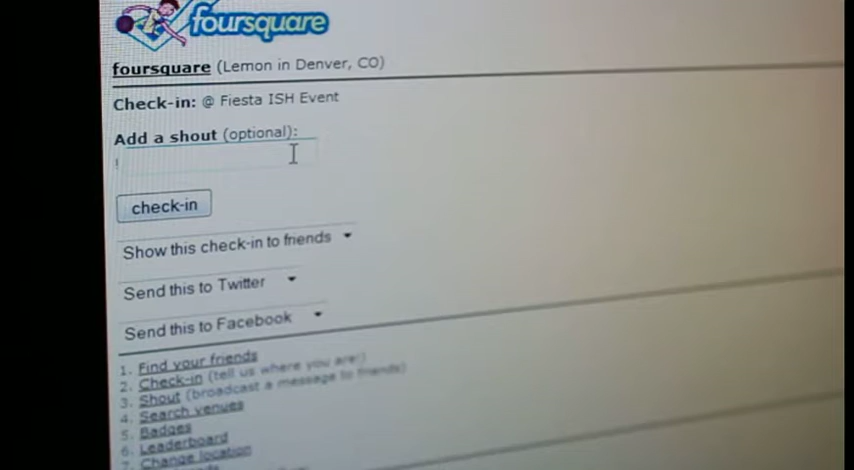 foursquare
foursquare (Lemon in Denver, CO)
Check-in: @ Fiesta ISH Event
Add a shout (optional):
check-in
Show this check-in to friends
Send this to Twitter
Send this to Facebook
1. Find your friends
2. Check-in (tell us where you are!)
3. Shout (broadcast a message to friends)
4. Search venues
5. Badges
6. Leaderboard
7. Change location